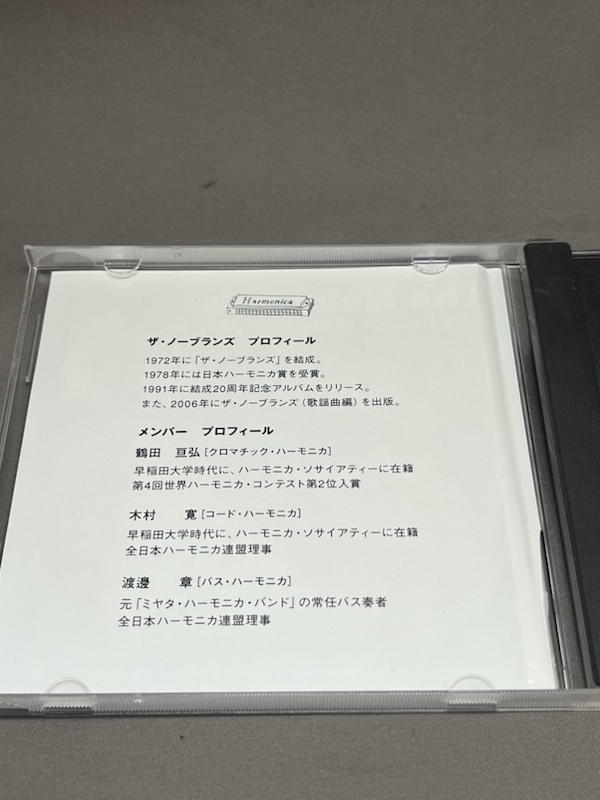 Harmonica
ザ・ノーブランズ プロフィール
1972年に「ザ・ノーブランズ」を結成。
1978年には日本ハーモニカ賞を受賞。
1991年に結成20周年記念アルバムをリリース。
また、2006年にザ・ノーブランズ(歌謡曲編)を出版。
メンバー プロフィール
鶴田 亘弘[クロマチック・ハーモニカ]
早稲田大学時代に、ハーモニカ・ソサイアティーに在籍
第4回世界ハーモニカ・コンテスト第2位入賞
木村 寛[コード・ハーモニカ]
早稲田大学時代に、ハーモニカ・ソサイアティーに在籍
全日本ハーモニカ連盟理事
渡邊 章[バス・ハーモニカ]
元「ミヤタ・ハーモニカ・バンド」の常任バス奏者
全日本ハーモニカ連盟理事